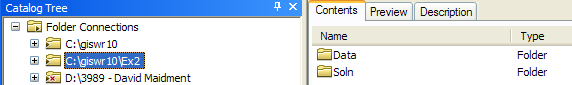 Catalog Tree
Folder Connections
C:\giswr10
C:\giswr10\Ex2
D:\3989 - David Maidment
Contents Preview Description
Name Type
Data Folder
Soln Folder